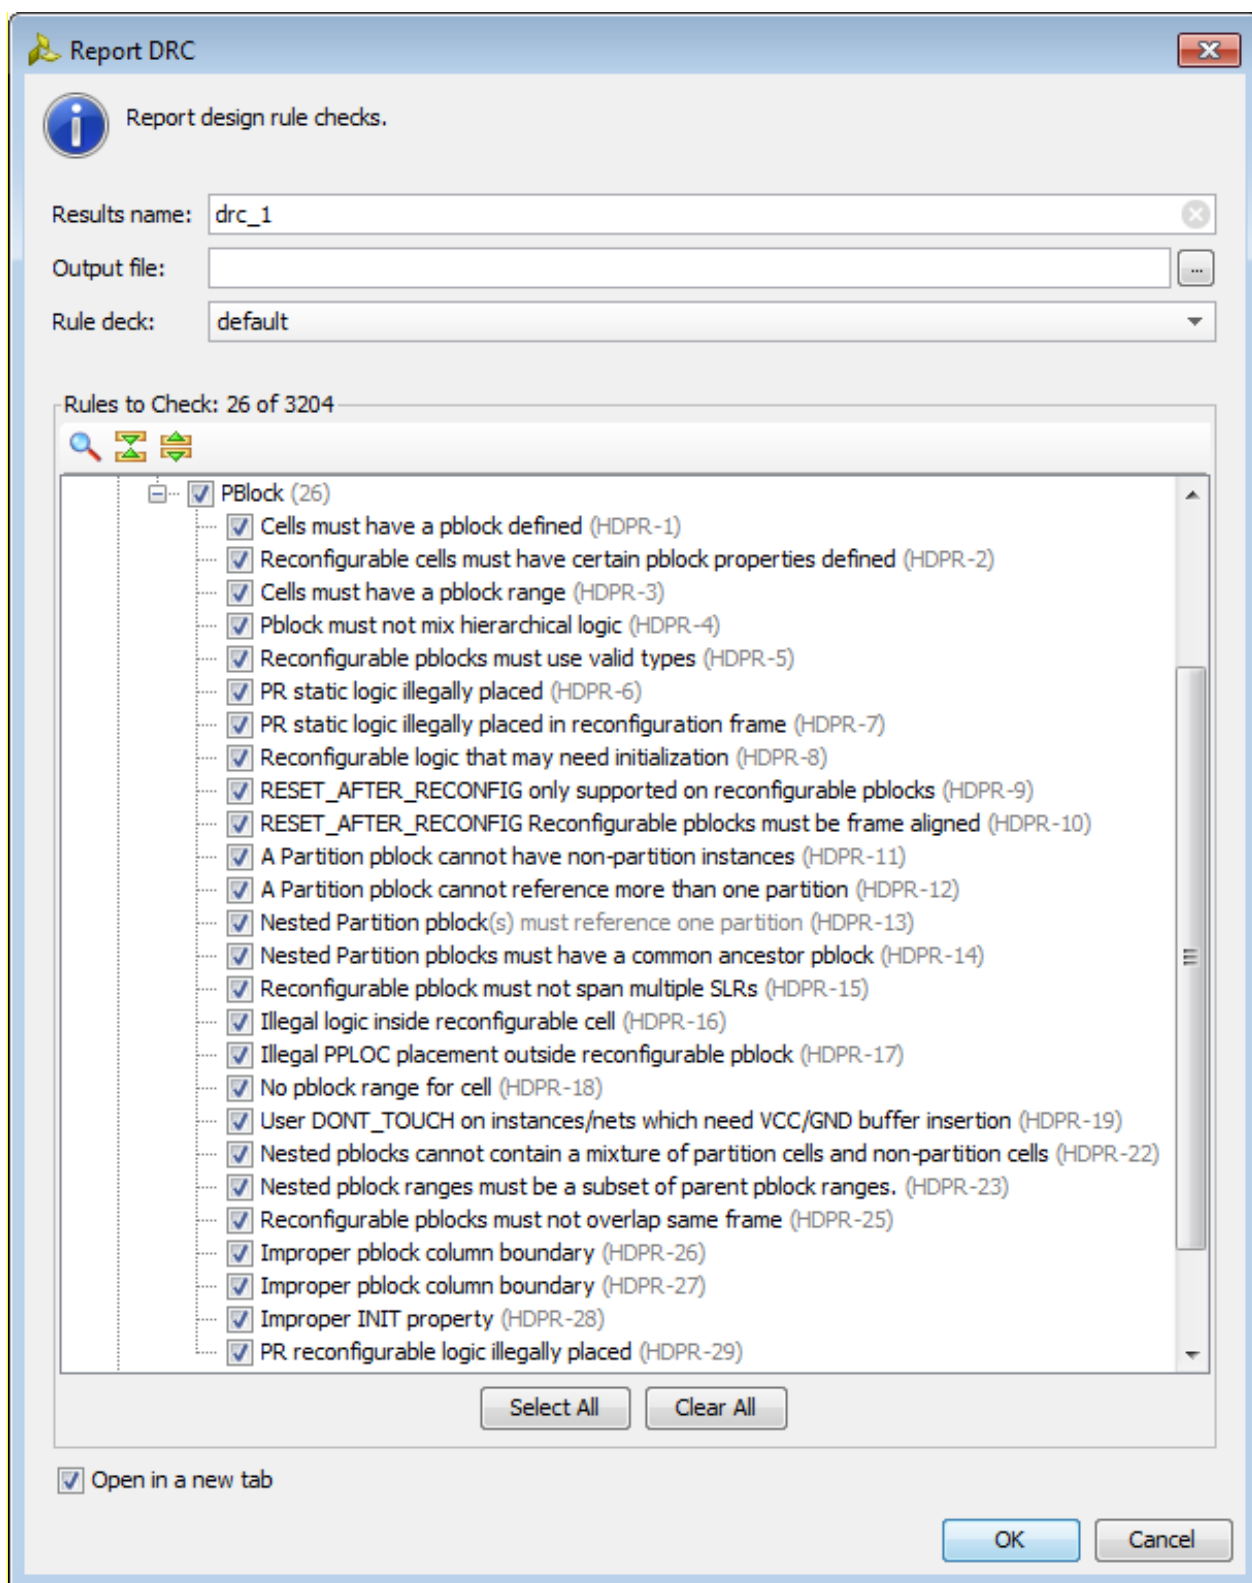 Report DRC
Report design rule checks.
Results name: drc_1
Output file:
...
Rule deck: default
Rules to Check: 26 of 3204
PBlock (26)
Cells must have a pblock defined (HDPR-1)
Reconfigurable cells must have certain pblock properties defined (HDPR-2)
Cells must have a pblock range (HDPR-3)
Pblock must not mix hierarchical logic (HDPR-4)
Reconfigurable pblocks must use valid types (HDPR-5)
PR static logic illegally placed (HDPR-6)
PR static logic illegally placed in reconfiguration frame (HDPR-7)
Reconfigurable logic that may need initialization (HDPR-8)
RESET_AFTER_RECONFIG only supported on reconfigurable pblocks (HDPR-9)
RESET_AFTER_RECONFIG Reconfigurable pblocks must be frame aligned (HDPR-10)
A Partition pblock cannot have non-partition instances (HDPR-11)
A Partition pblock cannot reference more than one partition (HDPR-12)
Nested Partition pblock(s) must reference one partition (HDPR-13)
Nested Partition pblocks must have a common ancestor pblock (HDPR-14)
Reconfigurable pblock must not span multiple SLRs (HDPR-15)
Illegal logic inside reconfigurable cell (HDPR-16)
Illegal PPLOC placement outside reconfigurable pblock (HDPR-17)
No pblock range for cell (HDPR-18)
User DONT_TOUCH on instances/nets which need VCC/GND buffer insertion (HDPR-19)
Nested pblocks cannot contain a mixture of partition cells and non-partition cells (HDPR-22)
Nested pblock ranges must be a subset of parent pblock ranges. (HDPR-23)
Reconfigurable pblocks must not overlap same frame (HDPR-25)
Improper pblock column boundary (HDPR-26)
Improper pblock column boundary (HDPR-27)
Improper INIT property (HDPR-28)
PR reconfigurable logic illegally placed (HDPR-29)
Select All Clear All
Open in a new tab
OK Cancel